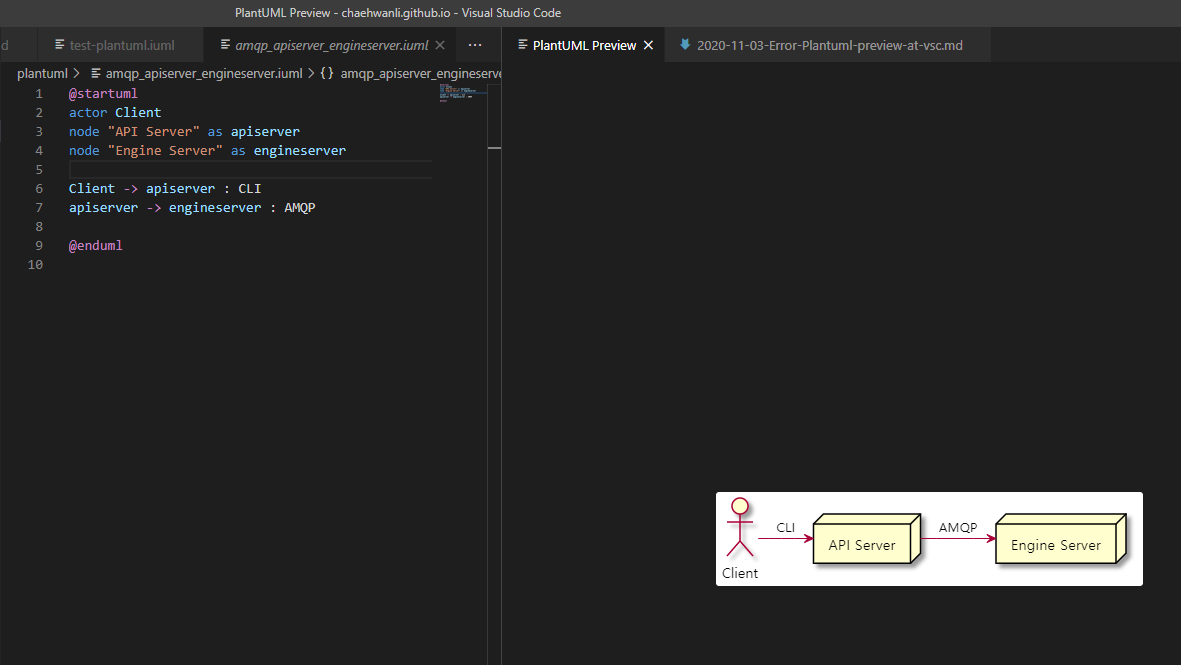 PlantUML Preview - chaehwanli.github.io - Visual Studio Code
d test-plantuml.iuml amqp_apiserver_engineserver.iuml ··· PlantUML Preview 2020-11-03-Error-Plantuml-preview-at-vsc.md
plantuml > amqp_apiserver_engineserver.iuml > {} amqp_apiserver_engineserve
1 @startuml
2 actor Client
3 node "API Server" as apiserver
4 node "Engine Server" as engineserver
5
6 Client -> apiserver : CLI
7 apiserver -> engineserver : AMQP
8
9 @enduml
10
CLI AMQP
API Server Engine Server
Client